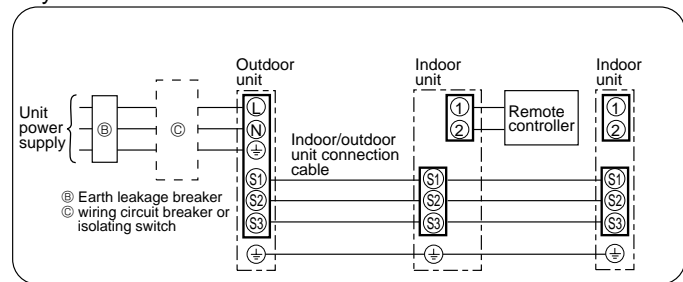 Outdoor unit
Indoor unit
Indoor unit
Unit power supply
Ⓑ
Ⓒ
L
N
⏚
S1
S2
S3
⏚
Indoor/outdoor unit connection cable
1
2
Remote controller
S1
S2
S3
⏚
1
2
S1
S2
S3
⏚
Ⓑ Earth leakage breaker
Ⓒ wiring circuit breaker or
isolating switch